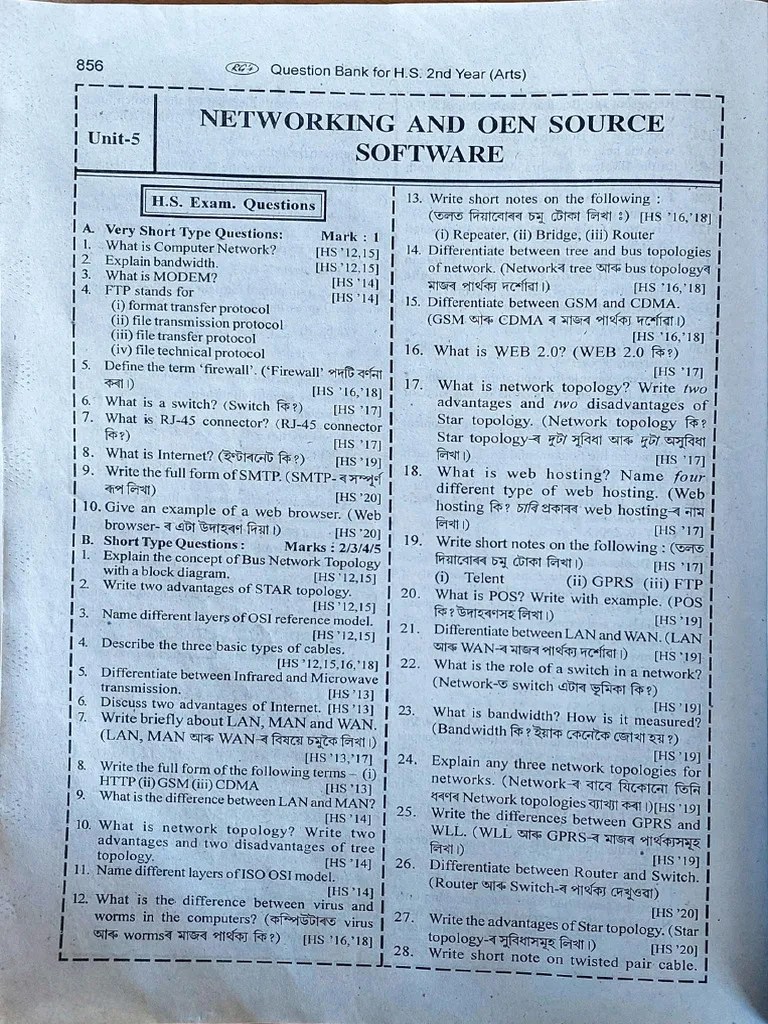 856
RG's Question Bank for H.S. 2nd Year (Arts)
Unit-5
NETWORKING AND OEN SOURCE
SOFTWARE
H.S. Exam. Questions
A. Very Short Type Questions: Mark : 1
1. What is Computer Network? [HS '12,15]
2. Explain bandwidth. [HS '12,15]
3. What is MODEM? [HS '14]
4. FTP stands for [HS '14]
(i) format transfer protocol
(ii) file transmission protocol
(iii) file transfer protocol
(iv) file technical protocol
5. Define the term 'firewall'. ('Firewall' পদটি বৰ্ণনা
কৰা।) [HS '16,'18]
6. What is a switch? (Switch কি?) [HS '17]
7. What is RJ-45 connector? (RJ-45 connector
কি?) [HS '17]
8. What is Internet? (ইণ্টাৰনেট কি?) [HS '19]
9. Write the full form of SMTP. (SMTP- ৰ সম্পূৰ্ণ
ৰূপ লিখা) [HS '20]
10. Give an example of a web browser. (Web
browser- ৰ এটা উদাহৰণ দিয়া।) [HS '20]
B. Short Type Questions : Marks : 2/3/4/5
1. Explain the concept of Bus Network Topology
with a block diagram. [HS '12,15]
2. Write two advantages of STAR topology.
[HS '12,15]
3. Name different layers of OSI reference model.
[HS '12,15]
4. Describe the three basic types of cables.
[HS '12,15,16,'18]
5. Differentiate between Infrared and Microwave
transmission. [HS '13]
6. Discuss two advantages of Internet. [HS '13]
7. Write briefly about LAN, MAN and WAN.
(LAN, MAN আৰু WAN-ৰ বিষয়ে চমুকৈ লিখা।)
[HS '13,'17]
8. Write the full form of the following terms – (i)
HTTP (ii) GSM (iii) CDMA [HS '13]
9. What is the difference between LAN and MAN?
[HS '14]
10. What is network topology? Write two
advantages and two disadvantages of tree
topology. [HS '14]
11. Name different layers of ISO OSI model.
[HS '14]
12. What is the difference between virus and
worms in the computers? (কম্পিউটাৰত virus
আৰু wormsৰ মাজৰ পাৰ্থক্য কি?) [HS '16,'18]
13. Write short notes on the following :
(তলত দিয়াবোৰৰ চমু টোকা লিখা ঃ) [HS '16,'18]
(i) Repeater, (ii) Bridge, (iii) Router
14. Differentiate between tree and bus topologies
of network. (Networkৰ tree আৰু bus topologyৰ
মাজৰ পাৰ্থক্য দৰ্শোৱা।) [HS '16,'18]
15. Differentiate between GSM and CDMA.
(GSM আৰু CDMA ৰ মাজৰ পাৰ্থক্য দৰ্শোৱা।)
[HS '16,'18]
16. What is WEB 2.0? (WEB 2.0 কি?)
[HS '17]
17. What is network topology? Write two
advantages and two disadvantages of
Star topology. (Network topology কি?
Star topology-ৰ দুটা সুবিধা আৰু দুটা অসুবিধা
লিখা।) [HS '17]
18. What is web hosting? Name four
different type of web hosting. (Web
hosting কি? চাৰি প্ৰকাৰৰ web hosting-ৰ নাম
লিখা।) [HS '17]
19. Write short notes on the following : (তলত
দিয়াবোৰৰ চমু টোকা লিখা।) [HS '17]
(i) Telent (ii) GPRS (iii) FTP
20. What is POS? Write with example. (POS
কি? উদাহৰণসহ লিখা।) [HS '19]
21. Differentiate between LAN and WAN. (LAN
আৰু WAN-ৰ মাজৰ পাৰ্থক্য দৰ্শোৱা।) [HS '19]
22. What is the role of a switch in a network?
(Network-ত switch এটাৰ ভূমিকা কি?)
[HS '19]
23. What is bandwidth? How is it measured?
(Bandwidth কি? ইয়াক কেনেকৈ জোখা হয়?)
[HS '19]
24. Explain any three network topologies for
networks. (Network-ৰ বাবে যিকোনো তিনি
ধৰণৰ Network topologies ব্যাখ্যা কৰা।) [HS '19]
25. Write the differences between GPRS and
WLL. (WLL আৰু GPRS-ৰ মাজৰ পাৰ্থক্যসমূহ
লিখা।) [HS '19]
26. Differentiate between Router and Switch.
(Router আৰু Switch-ৰ পাৰ্থক্য দেখুওৱা)
[HS '20]
27. Write the advantages of Star topology. (Star
topology-ৰ সুবিধাসমূহ লিখা।) [HS '20]
28. Write short note on twisted pair cable.